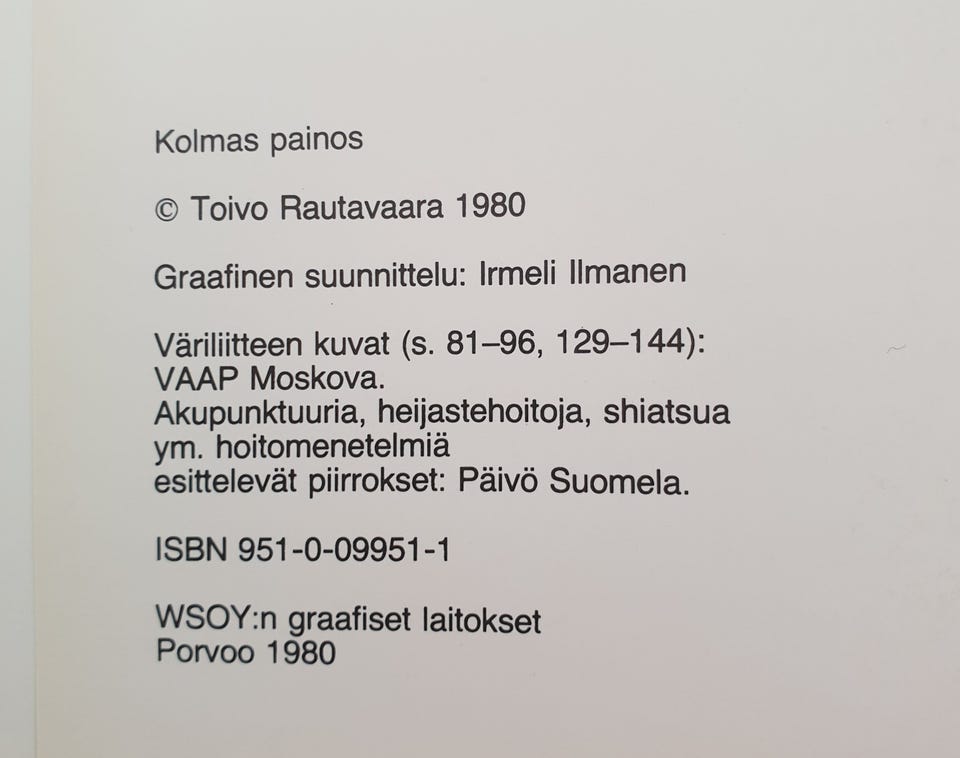 Kolmas painos
© Toivo Rautavaara 1980
Graafinen suunnittelu: Irmeli Ilmanen
Väriliitteen kuvat (s. 81–96, 129–144):
VAAP Moskova.
Akupunktuuria, heijastehoitoja, shiatsua
ym. hoitomenetelmiä
esittelevät piirrokset: Päivö Suomela.
ISBN 951-0-09951-1
WSOY:n graafiset laitokset
Porvoo 1980